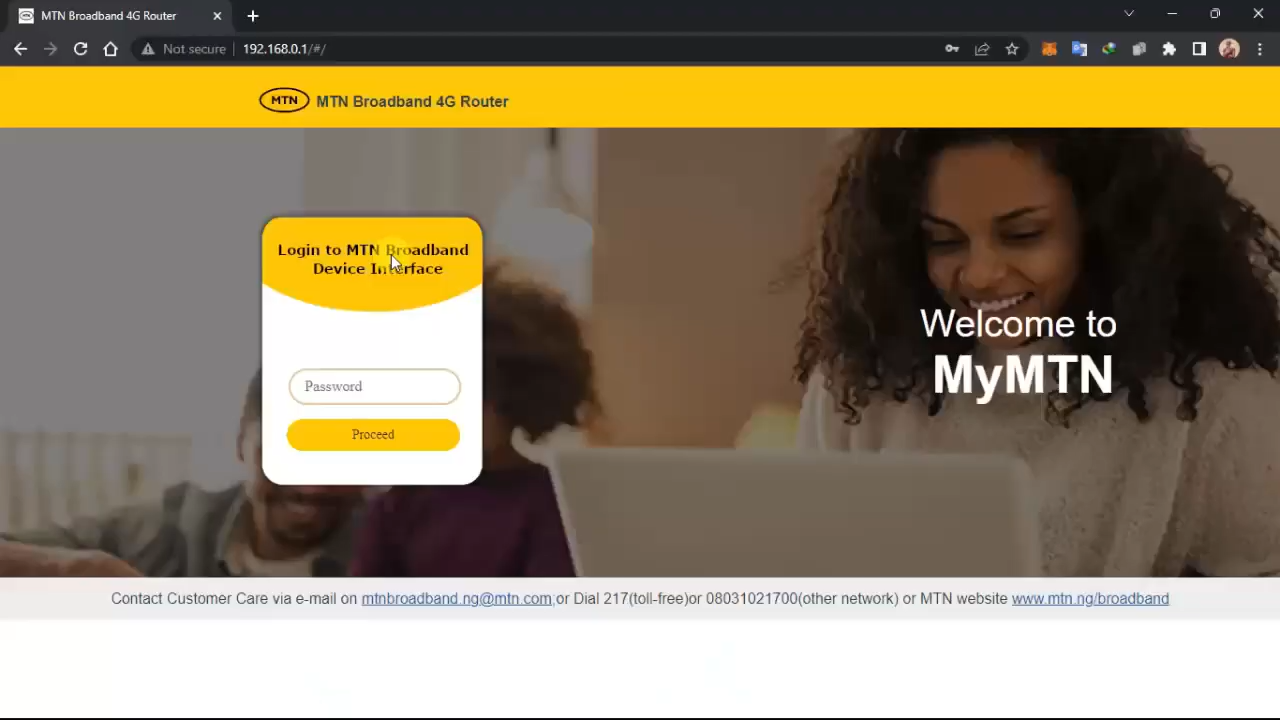 MTN Broadband 4G Router
Not secure
192.168.0.1/#/
MTN MTN Broadband 4G Router
Login to MTN Broadband
Device Interface
Password
Proceed
Welcome to
MyMTN
Contact Customer Care via e-mail on mtnbroadband.ng@mtn.com or Dial 217(toll-free)or 08031021700(other network) or MTN website www.mtn.ng/broadband